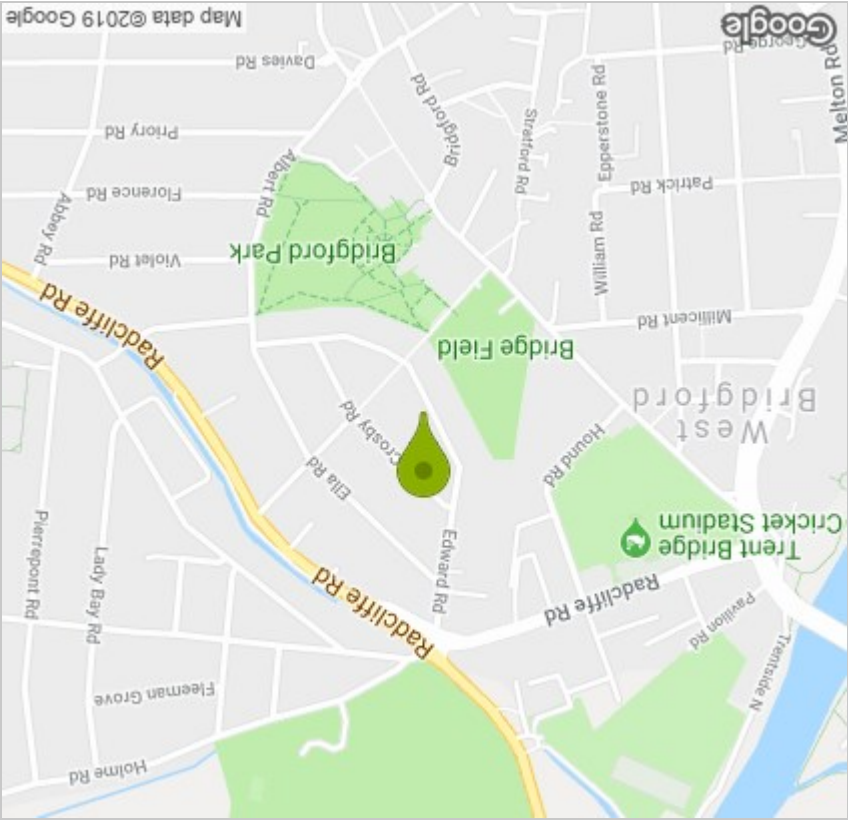 Holme Rd
Fleeman Grove
Trentside N
Pavilion Rd
Radcliffe Rd
Radcliffe Rd
Lady Bay Rd
Edward Rd
Pierrepont Rd
Trent Bridge
Cricket Stadium
Ella Rd
Hound Rd
Crosby Rd
West
Bridgford
Bridge Field
Radcliffe Rd
Millicent Rd
Violet Rd
William Rd
Bridgford Park
Abbey Rd
Florence Rd
Patrick Rd
Albert Rd
Stratford Rd
Priory Rd
Epperstone Rd
Bridgford Rd
Melton Rd
Davies Rd
George Rd
Google
Map data ©2019 Google